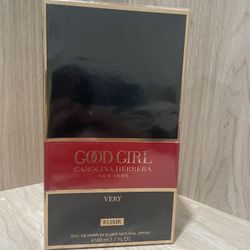 GOOD GIRL
CAROLINA HERRERA
NEW YORK
VERY
ELIXIR
EAU DE PARFUM ELIXIR NATURAL SPRAY
80 ml 2.7 FL OZ